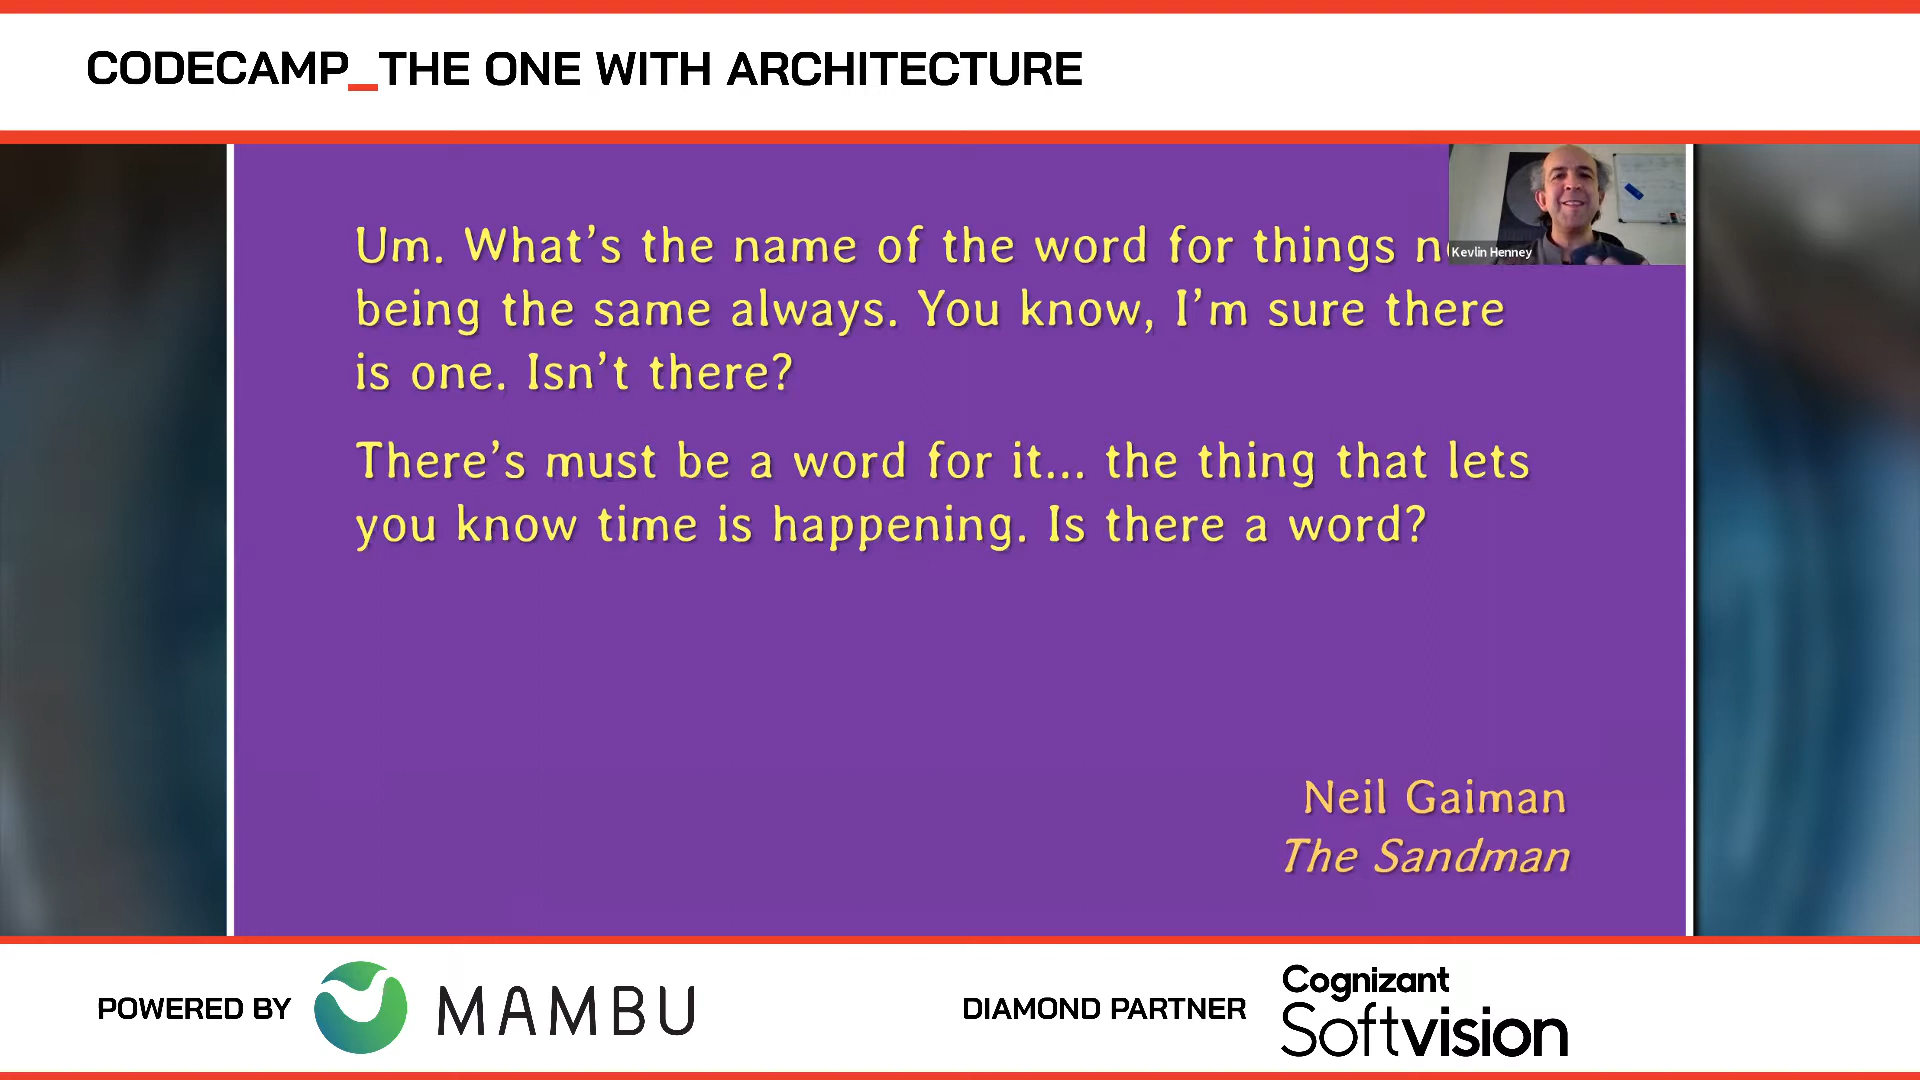 CODECAMP_THE ONE WITH ARCHITECTURE
Um. What's the name of the word for things
being the same always. You know, I'm sure there
is one. Isn't there?
There's must be a word for it... the thing that lets
you know time is happening. Is there a word?
Neil Gaiman
The Sandman
Kevlin Henney
POWERED BY MAMBU
DIAMOND PARTNER Cognizant
Softvision